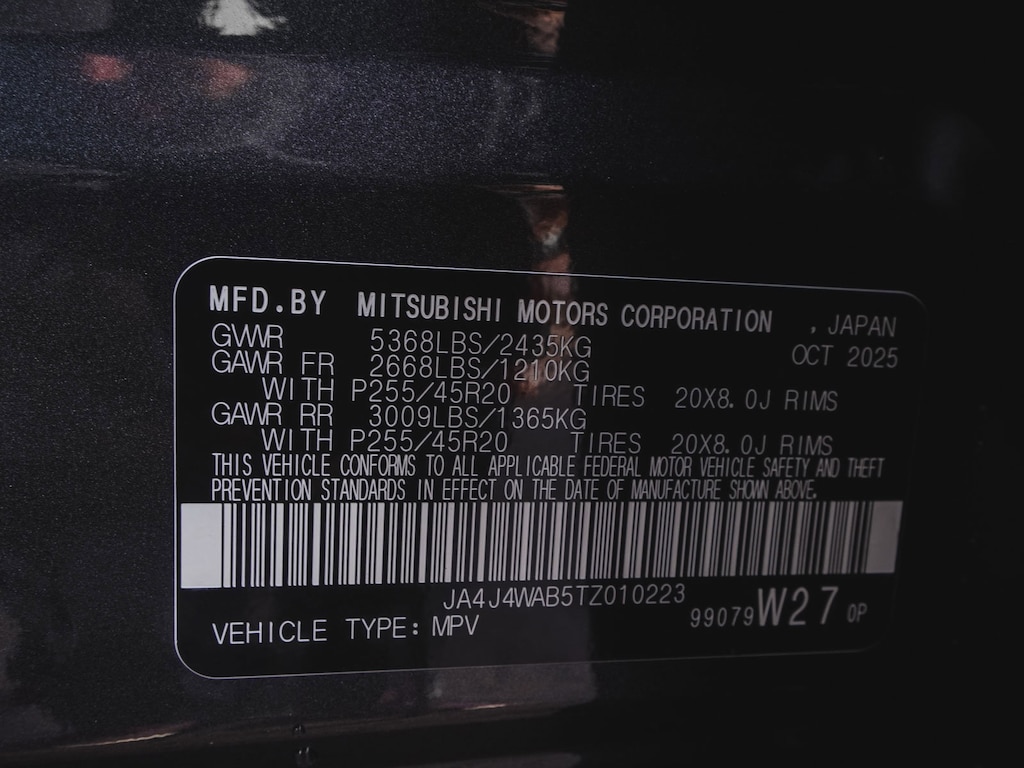 MFD.BY MITSUBISHI MOTORS CORPORATION , JAPAN
GVWR 5368LBS/2435KG OCT 2025
GAWR FR 2668LBS/1210KG
WITH P255/45R20 TIRES 20X8.0J RIMS
GAWR RR 3009LBS/1365KG
WITH P255/45R20 TIRES 20X8.0J RIMS
THIS VEHICLE CONFORMS TO ALL APPLICABLE FEDERAL MOTOR VEHICLE SAFETY AND THEFT
PREVENTION STANDARDS IN EFFECT ON THE DATE OF MANUFACTURE SHOWN ABOVE.
JA4J4WAB5TZ010223
VEHICLE TYPE: MPV 99079 W27 0P